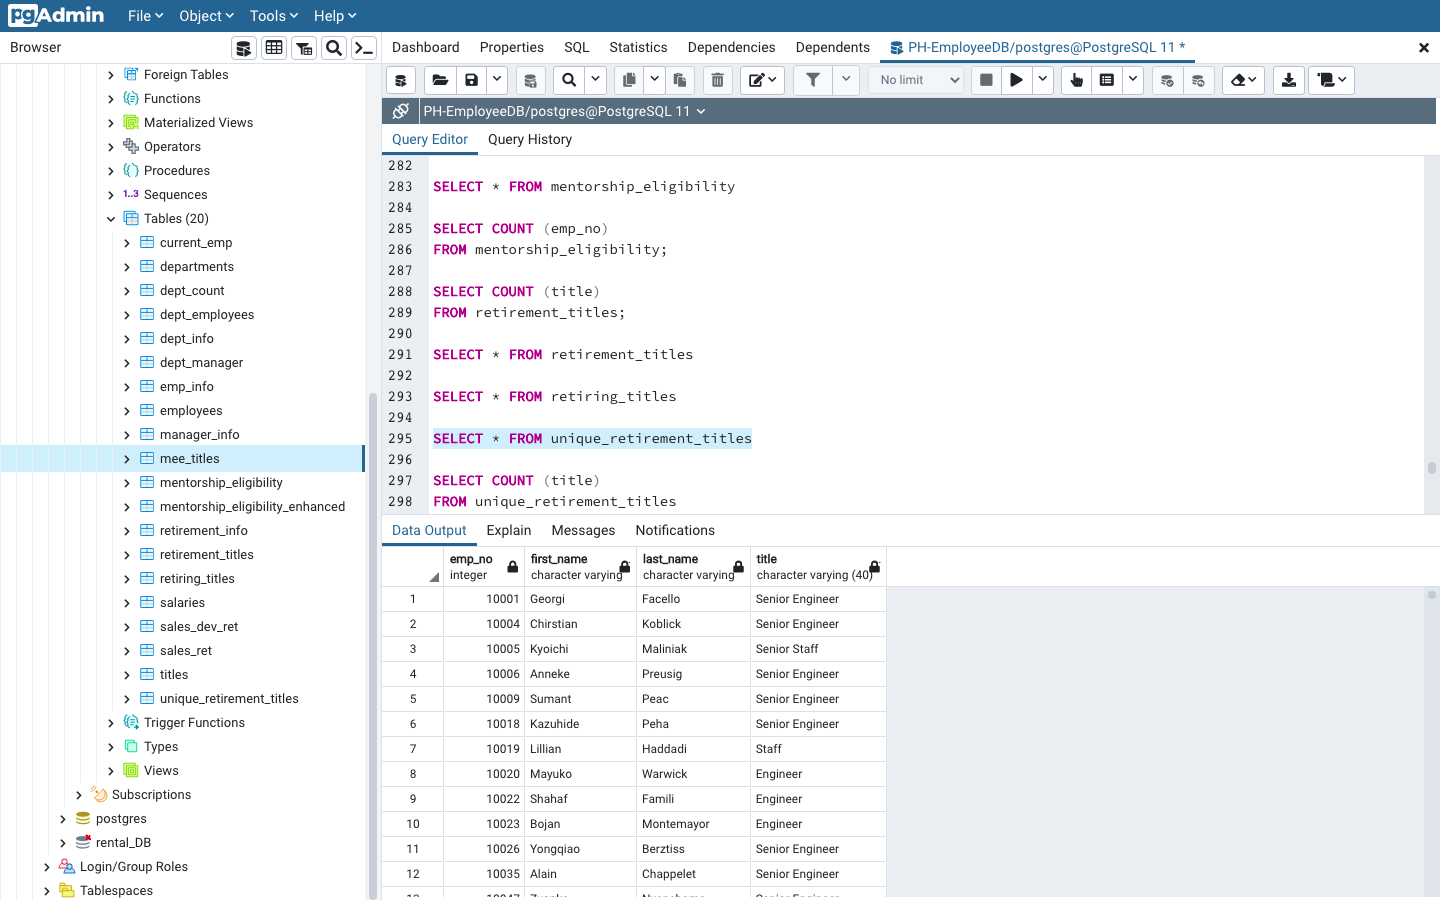 pgAdmin File Object Tools Help
Browser
Dashboard Properties SQL Statistics Dependencies Dependents PH-EmployeeDB/postgres@PostgreSQL 11 *
No limit
PH-EmployeeDB/postgres@PostgreSQL 11
Query Editor Query History
Foreign Tables
Functions
Materialized Views
Operators
Procedures
1..3 Sequences
Tables (20)
current_emp
departments
dept_count
dept_employees
dept_info
dept_manager
emp_info
employees
manager_info
mee_titles
mentorship_eligibility
mentorship_eligibility_enhanced
retirement_info
retirement_titles
retiring_titles
salaries
sales_dev_ret
sales_ret
titles
unique_retirement_titles
Trigger Functions
Types
Views
Subscriptions
postgres
rental_DB
Login/Group Roles
Tablespaces
282
283 SELECT * FROM mentorship_eligibility
284
285 SELECT COUNT (emp_no)
286 FROM mentorship_eligibility;
287
288 SELECT COUNT (title)
289 FROM retirement_titles;
290
291 SELECT * FROM retirement_titles
292
293 SELECT * FROM retiring_titles
294
295 SELECT * FROM unique_retirement_titles
296
297 SELECT COUNT (title)
298 FROM unique_retirement_titles
Data Output Explain Messages Notifications
emp_no first_name last_name title
integer character varying character varying character varying (40)
1 10001 Georgi Facello Senior Engineer
2 10004 Chirstian Koblick Senior Engineer
3 10005 Kyoichi Maliniak Senior Staff
4 10006 Anneke Preusig Senior Engineer
5 10009 Sumant Peac Senior Engineer
6 10018 Kazuhide Peha Senior Engineer
7 10019 Lillian Haddadi Staff
8 10020 Mayuko Warwick Engineer
9 10022 Shahaf Famili Engineer
10 10023 Bojan Montemayor Engineer
11 10026 Yongqiao Berztiss Senior Engineer
12 10035 Alain Chappelet Senior Engineer